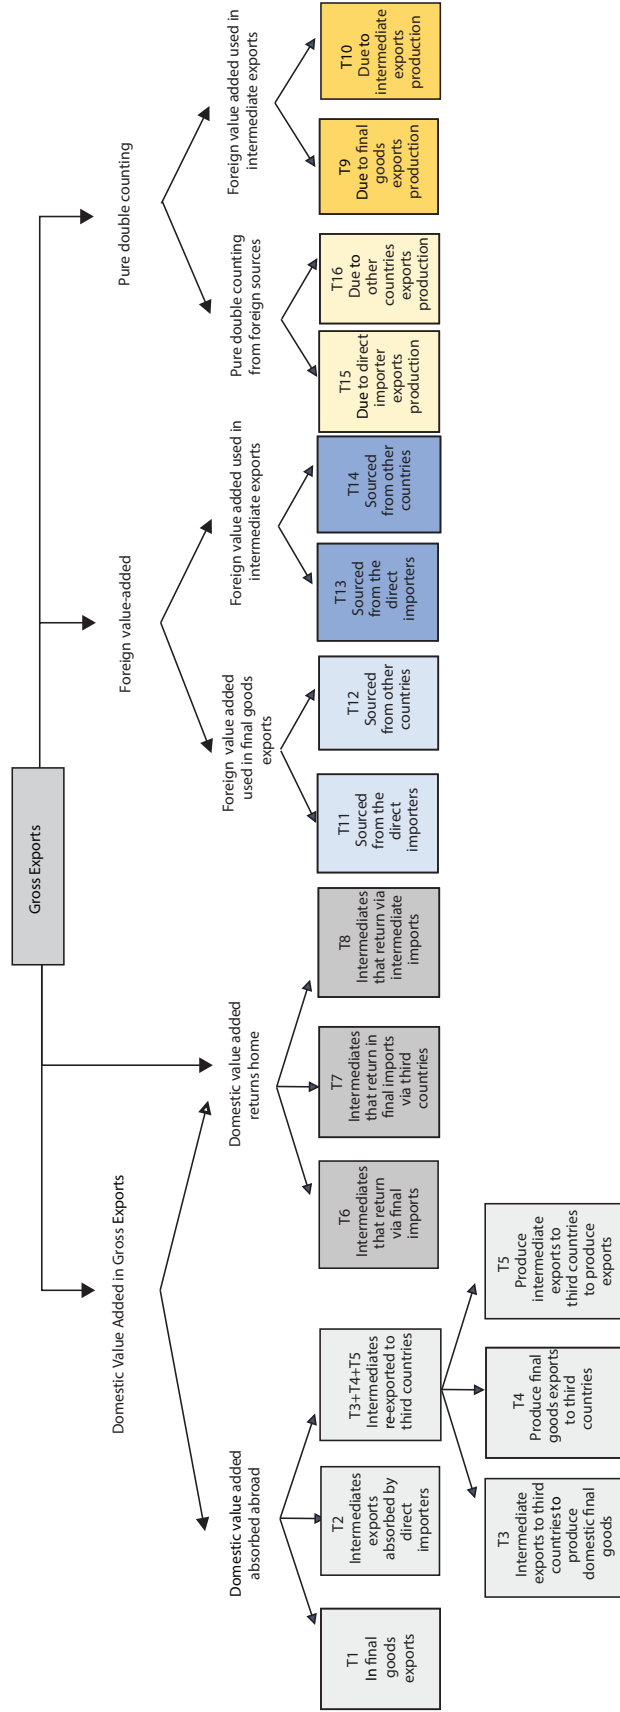 Gross Exports
Domestic Value Added in Gross Exports
Foreign value-added
Pure double counting
Domestic value added
absorbed abroad
Domestic value added
returns home
Foreign value added
used in final goods
exports
Foreign value added used in
intermediate exports
Pure double counting
from foreign sources
Foreign value added used in
intermediate exports
T1
In final
goods
exports
T2
Intermediates
exports
absorbed by
direct
importers
T3+T4+T5
Intermediates
re-exported to
third countries
T6
Intermediates
that return
via final
imports
T7
Intermediates
that return in
final imports
via third
countries
T8
Intermediates
that return via
intermediate
imports
T11
Sourced
from the
direct
importers
T12
Sourced
from other
countries
T13
Sourced
from the
direct
importers
T14
Sourced
from other
countries
T15
Due to direct
importer
exports
production
T16
Due to
other
countries
exports
production
T9
Due to final
goods
exports
production
T10
Due to
intermediate
exports
production
T3
Intermediate
exports to third
countries to
produce
domestic final
goods
T4
Produce final
goods exports
to third
countries
T5
Produce
intermediate
exports to
third countries
to produce
exports